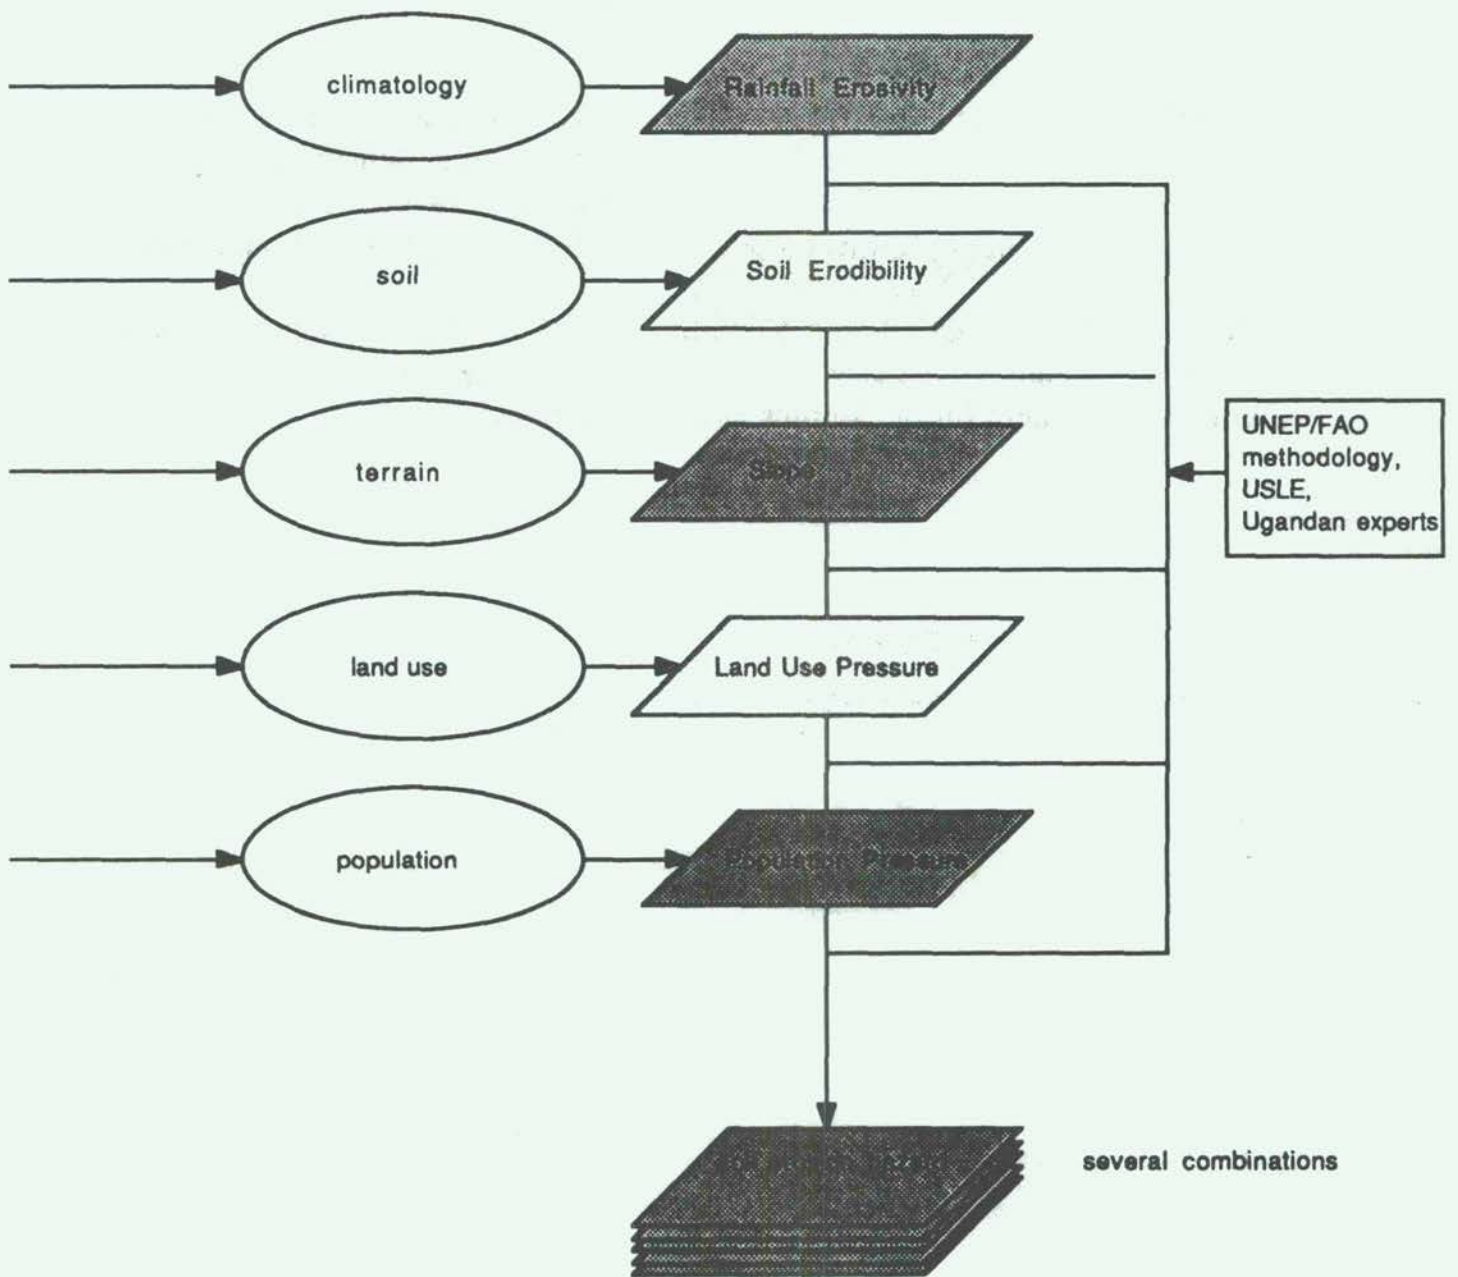 climatology
Rainfall Erosivity
soil
Soil Erodibility
terrain
Slope
UNEP/FAO
methodology,
USLE,
Ugandan experts
land use
Land Use Pressure
population
Population Pressure
several combinations